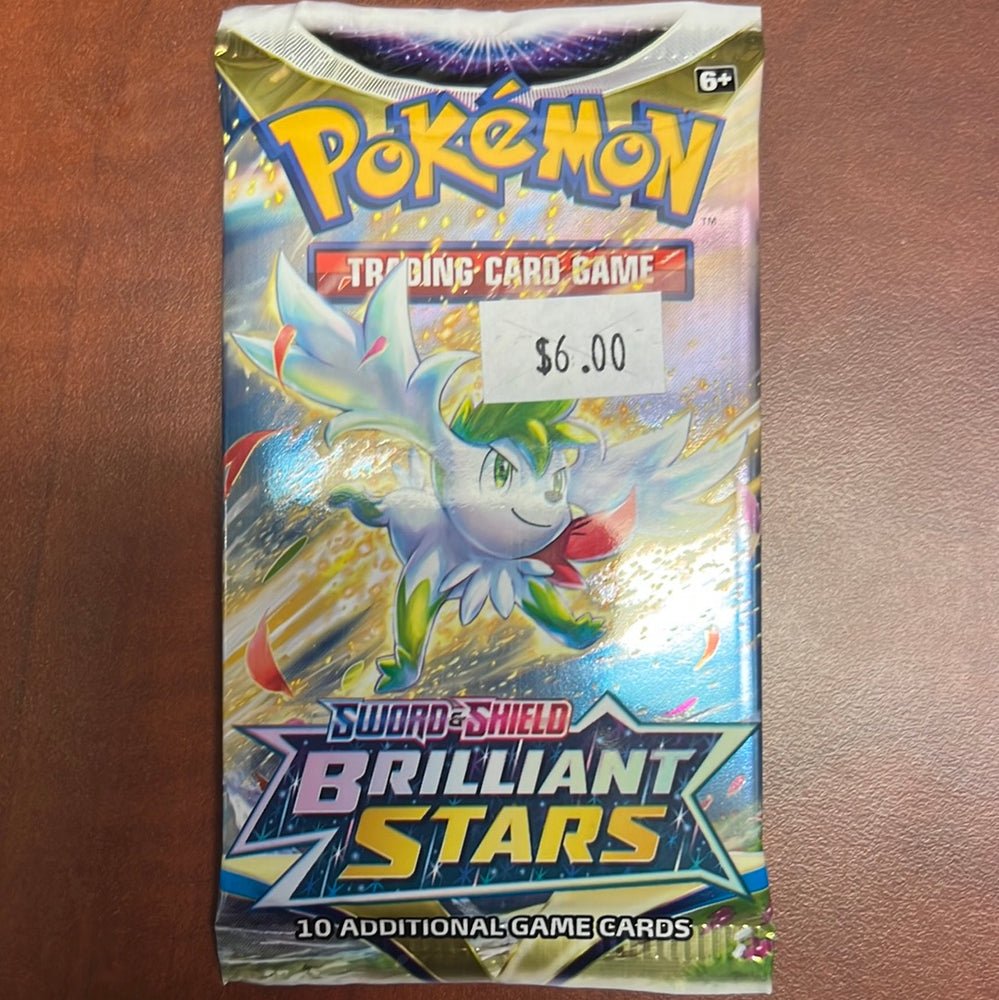 6+
POKéMON
TM
TRADING CARD GAME
$6.00
SWORD & SHIELD
BRILLIANT
STARS
10 ADDITIONAL GAME CARDS